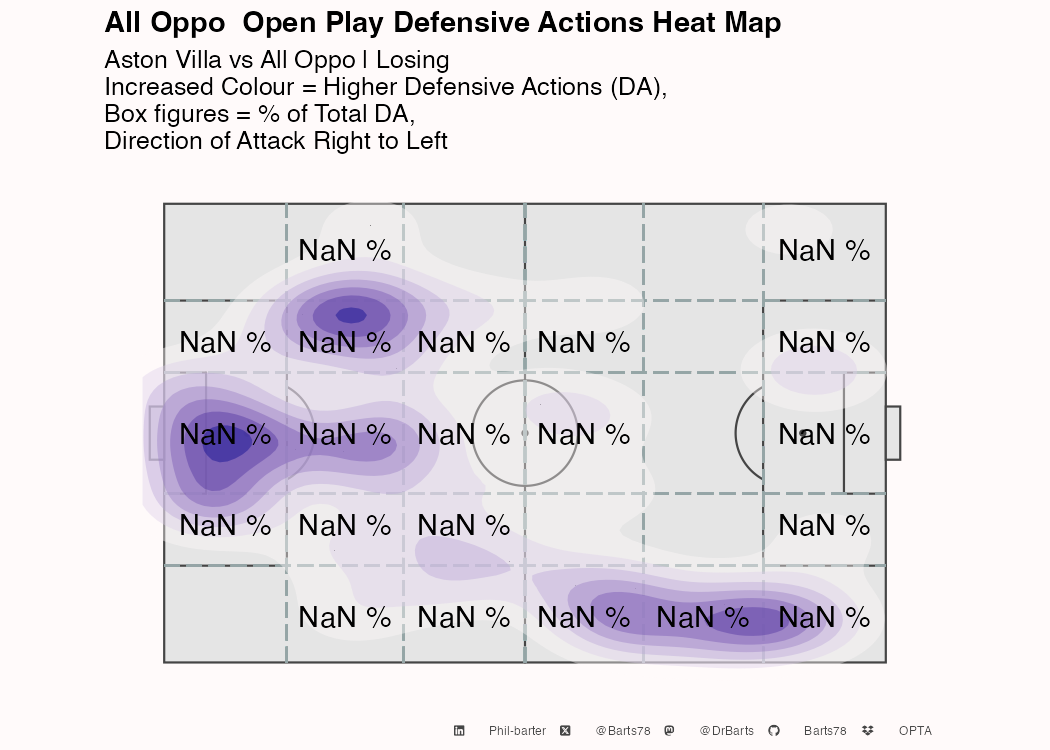 All Oppo  Open Play Defensive Actions Heat Map
Aston Villa vs All Oppo | Losing
Increased Colour = Higher Defensive Actions (DA),
Box figures = % of Total DA,
Direction of Attack Right to Left
NaN % NaN %
NaN % NaN % NaN % NaN % NaN %
NaN % NaN % NaN % NaN % NaN %
NaN % NaN % NaN % NaN %
NaN % NaN % NaN % NaN % NaN %
Phil-barter @Barts78 @DrBarts Barts78 OPTA